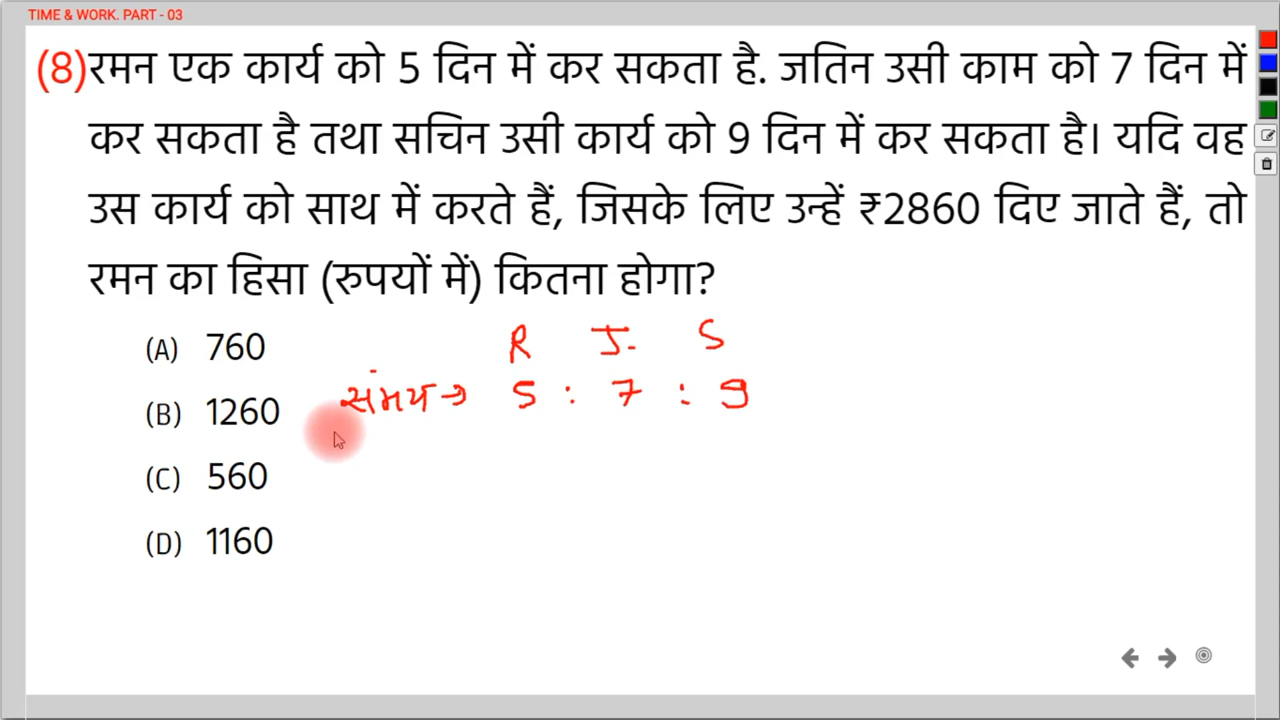 TIME & WORK. PART - 03
(8) रमन एक कार्य को 5 दिन में कर सकता है. जतिन उसी काम को 7 दिन में
कर सकता है तथा सचिन उसी कार्य को 9 दिन में कर सकता है। यदि वह
उस कार्य को साथ में करते हैं, जिसके लिए उन्हें ₹2860 दिए जाते हैं, तो
रमन का हिसा (रुपयों में) कितना होगा?
(A) 760
R J. S
समय → 5 : 7 : 9
(B) 1260
(C) 560
(D) 1160